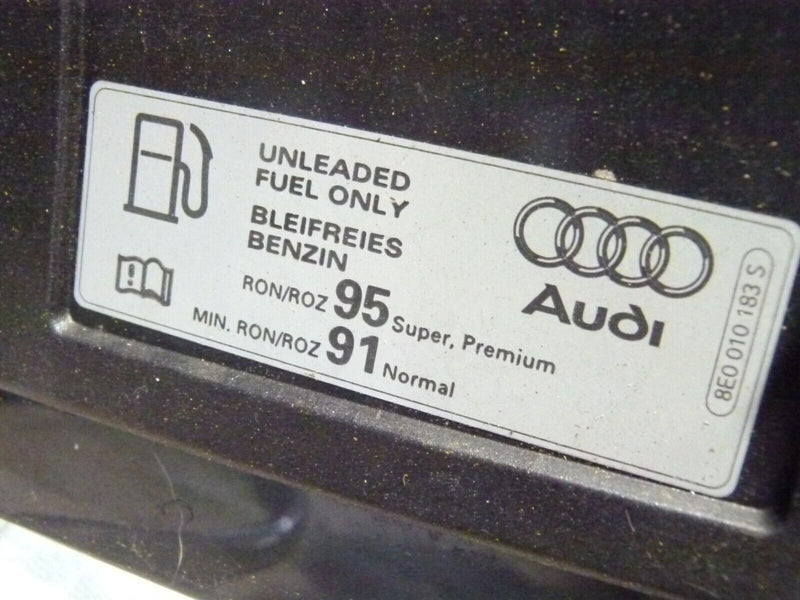 UNLEADED
FUEL ONLY
BLEIFREIES
BENZIN
RON/ROZ 95 Super, Premium
MIN. RON/ROZ 91 Normal
Audi
8E0 010 183 S